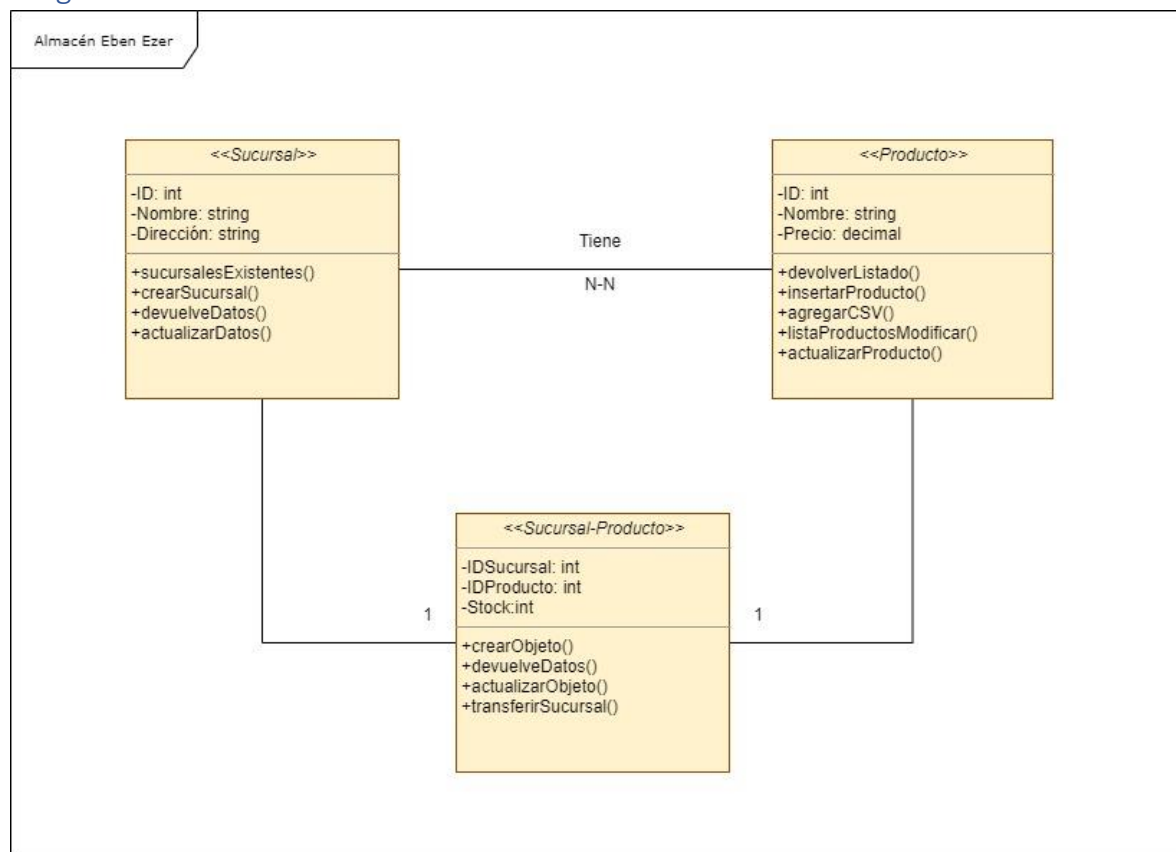 Almacén Eben Ezer
<<Sucursal>>
-ID: int
-Nombre: string
-Dirección: string
+sucursalesExistentes()
+crearSucursal()
+devuelveDatos()
+actualizarDatos()
Tiene
N-N
<<Producto>>
-ID: int
-Nombre: string
-Precio: decimal
+devolverListado()
+insertarProducto()
+agregarCSV()
+listaProductosModificar()
+actualizarProducto()
<<Sucursal-Producto>>
-IDSucursal: int
-IDProducto: int
-Stock:int
1
1
+crearObjeto()
+devuelveDatos()
+actualizarObjeto()
+transferirSucursal()